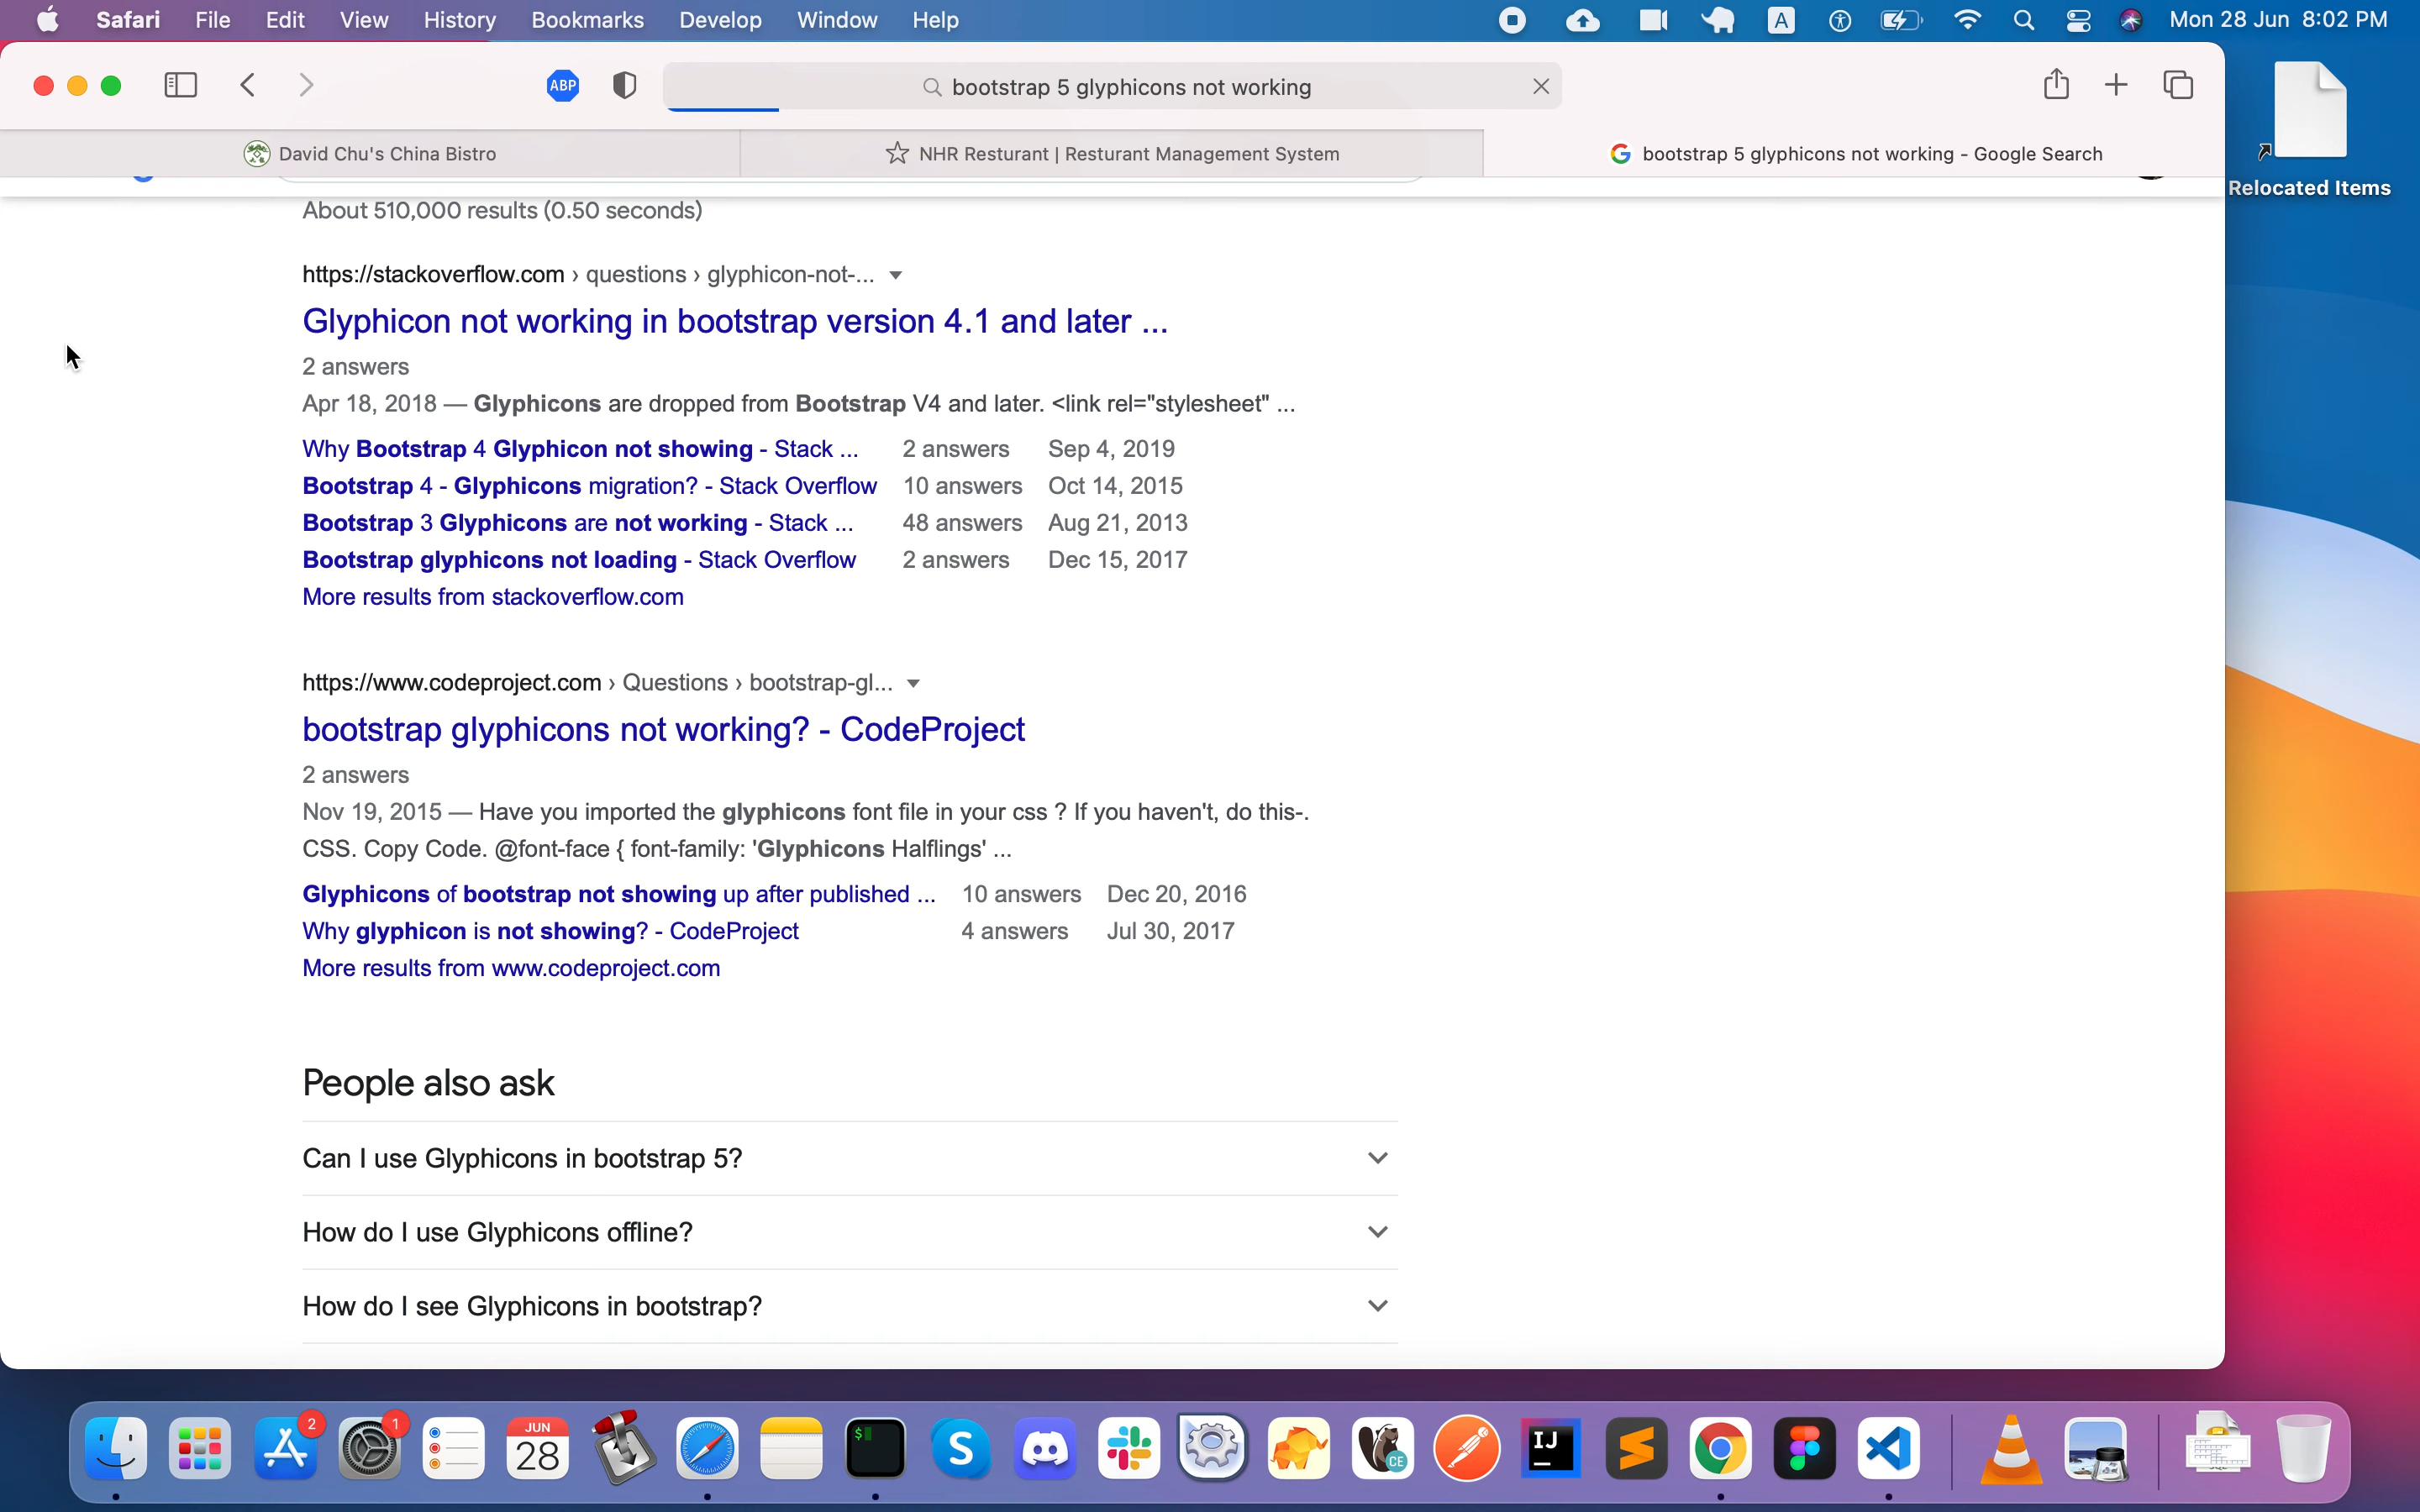 Safari File Edit View History Bookmarks Develop Window Help A Mon 28 Jun 8:02 PM
ABP bootstrap 5 glyphicons not working
David Chu's China Bistro NHR Resturant | Resturant Management System bootstrap 5 glyphicons not working - Google Search
Relocated Items
About 510,000 results (0.50 seconds)
https://stackoverflow.com › questions › glyphicon-not-...
Glyphicon not working in bootstrap version 4.1 and later ...
2 answers
Apr 18, 2018 — Glyphicons are dropped from Bootstrap V4 and later. <link rel="stylesheet" ...
Why Bootstrap 4 Glyphicon not showing - Stack ... 2 answers Sep 4, 2019
Bootstrap 4 - Glyphicons migration? - Stack Overflow 10 answers Oct 14, 2015
Bootstrap 3 Glyphicons are not working - Stack ... 48 answers Aug 21, 2013
Bootstrap glyphicons not loading - Stack Overflow 2 answers Dec 15, 2017
More results from stackoverflow.com
https://www.codeproject.com › Questions › bootstrap-gl...
bootstrap glyphicons not working? - CodeProject
2 answers
Nov 19, 2015 — Have you imported the glyphicons font file in your css ? If you haven't, do this-.
CSS. Copy Code. @font-face { font-family: 'Glyphicons Halflings' ...
Glyphicons of bootstrap not showing up after published ... 10 answers Dec 20, 2016
Why glyphicon is not showing? - CodeProject 4 answers Jul 30, 2017
More results from www.codeproject.com
People also ask
Can I use Glyphicons in bootstrap 5?
How do I use Glyphicons offline?
How do I see Glyphicons in bootstrap?
2 1 JUN 28 $ S CE IJ